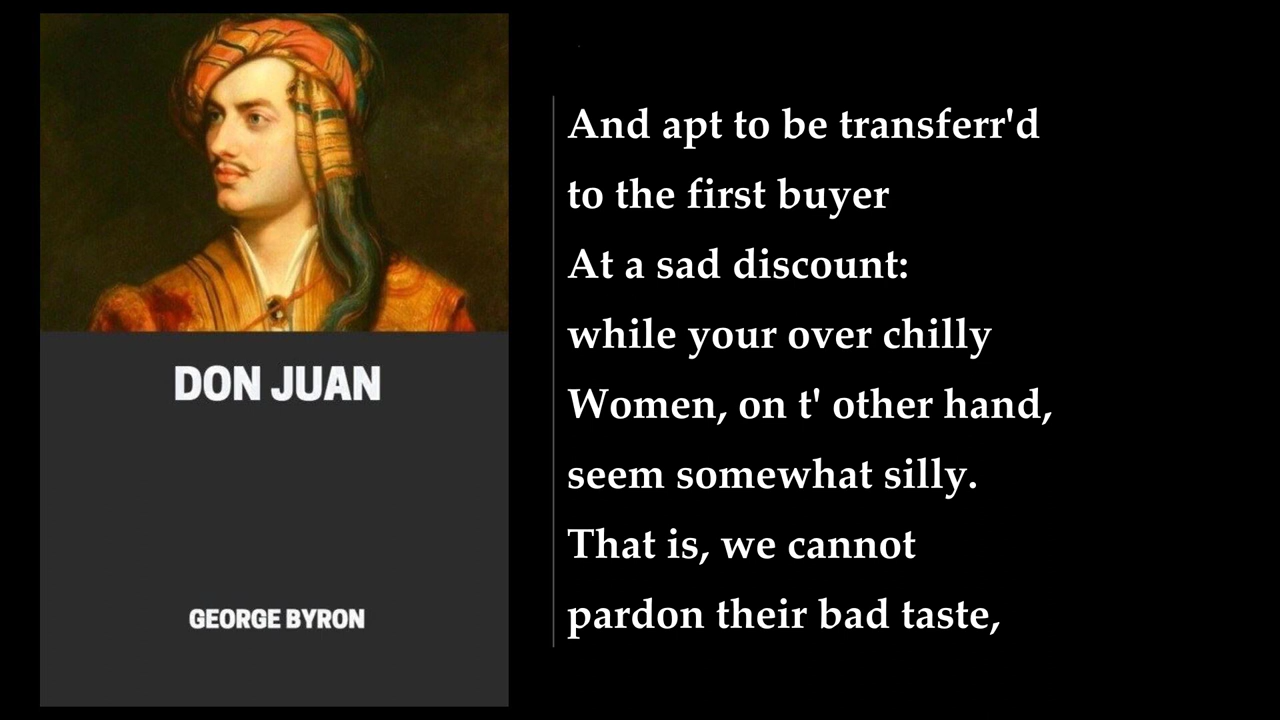 DON JUAN
GEORGE BYRON
And apt to be transferr'd
to the first buyer
At a sad discount:
while your over chilly
Women, on t' other hand,
seem somewhat silly.
That is, we cannot
pardon their bad taste,